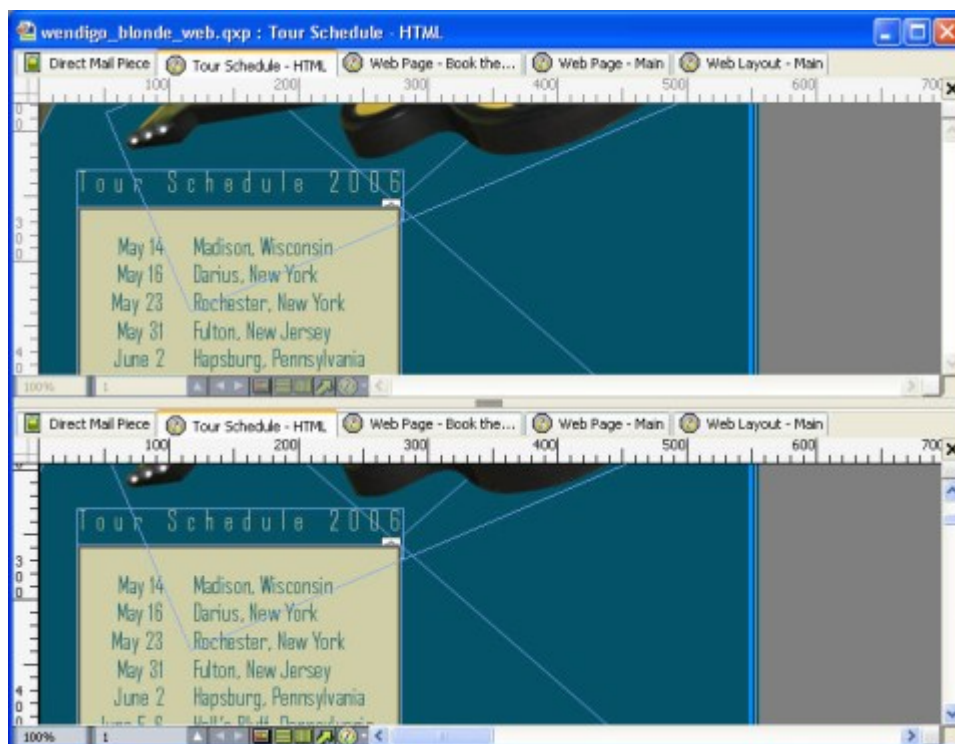 wendigo_blonde_web.qxp : Tour Schedule - HTML
Direct Mail Piece Tour Schedule - HTML Web Page - Book the... Web Page - Main Web Layout - Main
100 200 300 400 500 600 700
Tour Schedule 2006
300
May 14 Madison, Wisconsin
May 16 Darius, New York
May 23 Rochester, New York
May 31 Fulton, New Jersey
June 2 Hapsburg, Pennsylvania
100% 1
Direct Mail Piece Tour Schedule - HTML Web Page - Book the... Web Page - Main Web Layout - Main
100 200 300 400 500 600 700
Tour Schedule 2006
300
May 14 Madison, Wisconsin
May 16 Darius, New York
May 23 Rochester, New York
May 31 Fulton, New Jersey
June 2 Hapsburg, Pennsylvania
400
100% 1